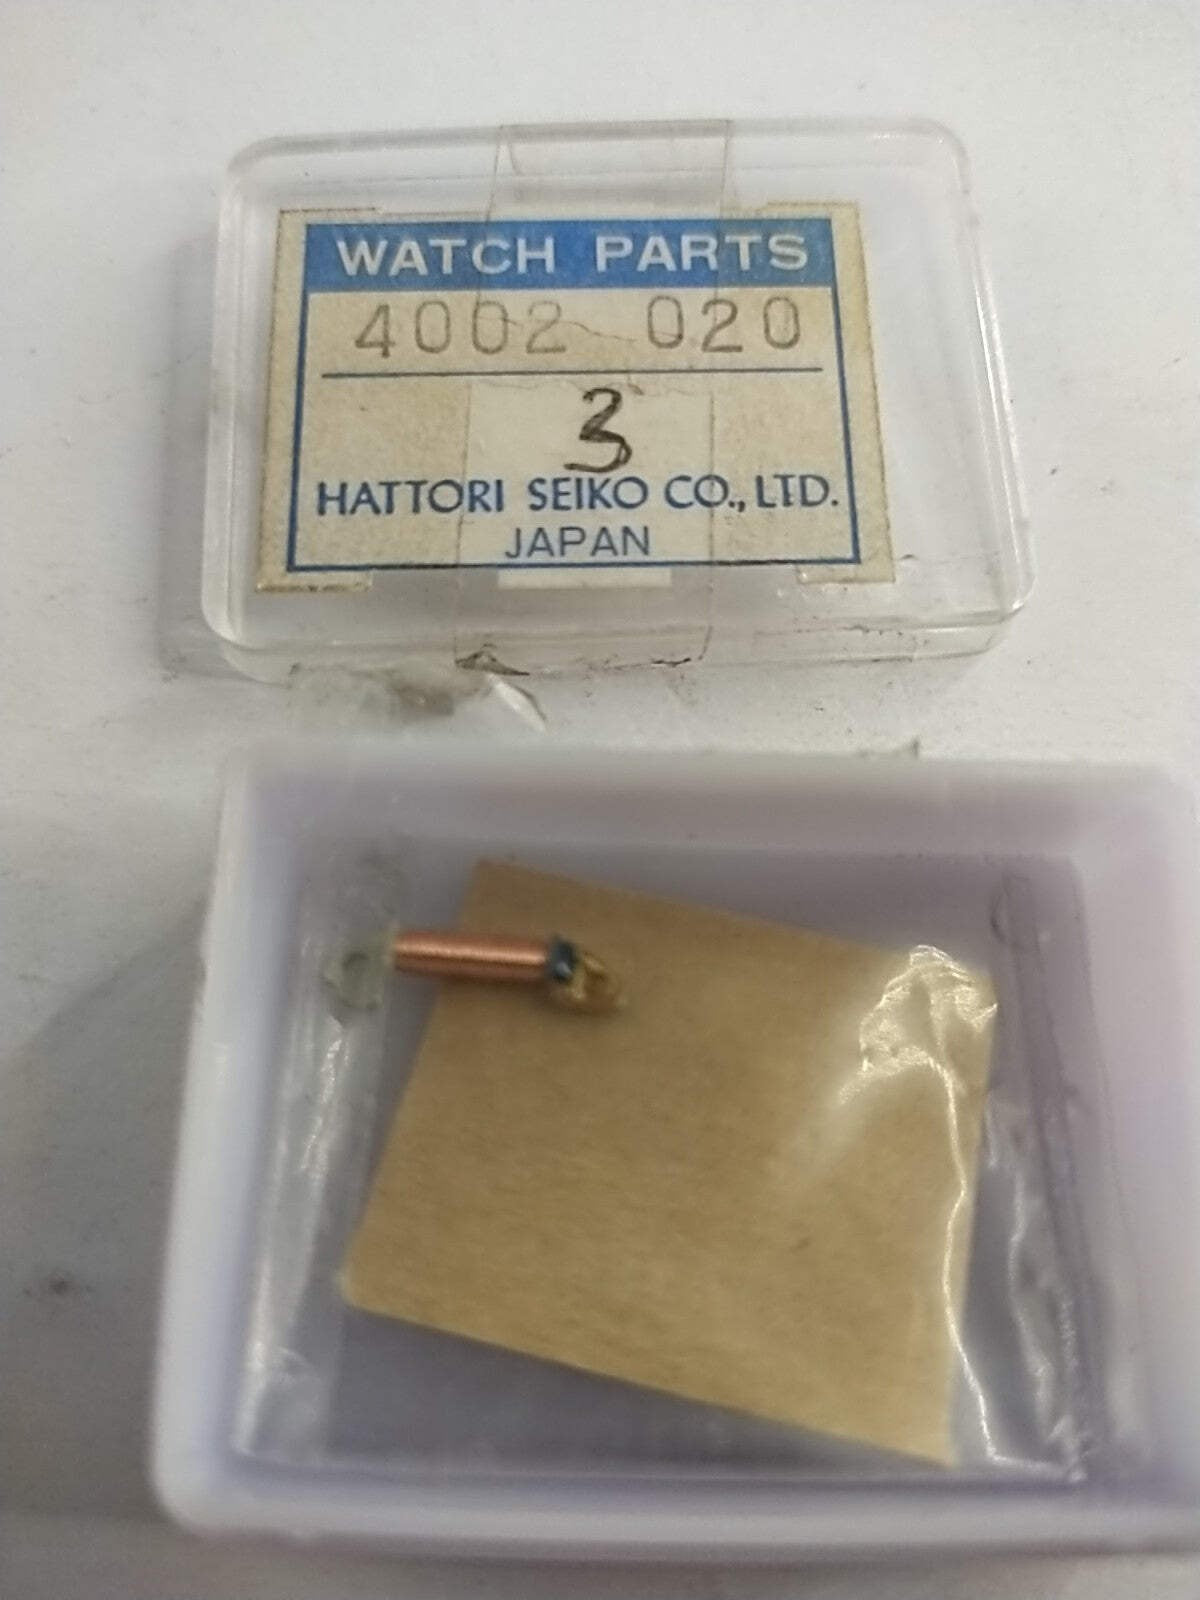 WATCH PARTS
4002 020
3
HATTORI SEIKO CO., LTD.
JAPAN